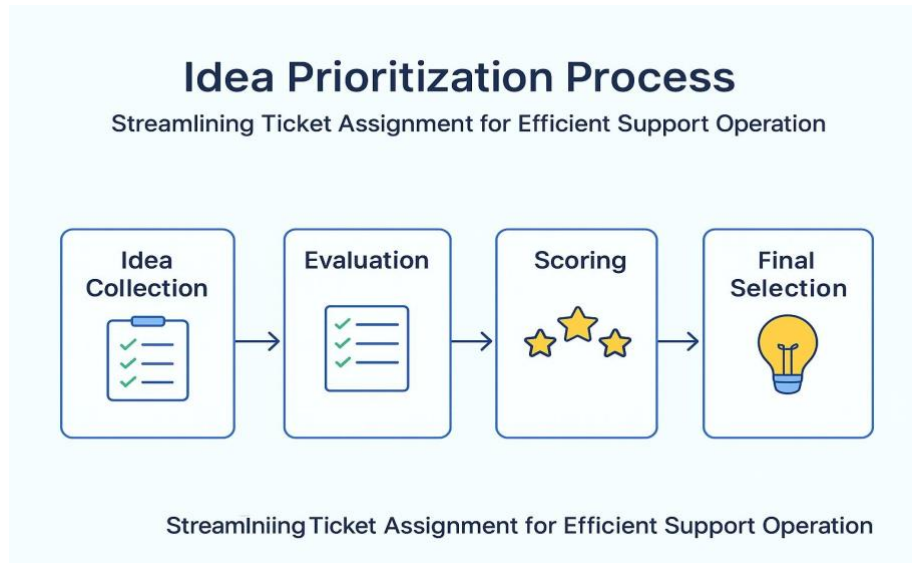 Idea Prioritization Process
Streamlining Ticket Assignment for Efficient Support Operation
Idea
Collection
Evaluation
Scoring
Final
Selection
StreamIniing Ticket Assignment for Efficient Support Operation